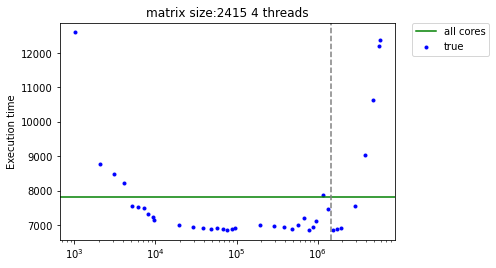 matrix size:2415 4 threads
Execution time
12000
11000
10000
9000
8000
7000
10³
10⁴
10⁵
10⁶
all cores
true